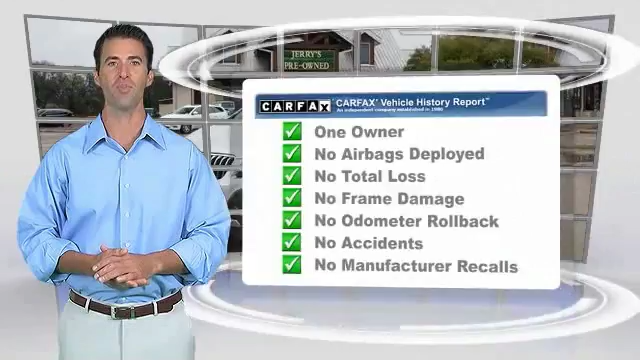 JERRY'S
PRE-OWNED
CARFAX CARFAX Vehicle History Report™
An independent company established in 1986
One Owner
No Airbags Deployed
No Total Loss
No Frame Damage
No Odometer Rollback
No Accidents
No Manufacturer Recalls